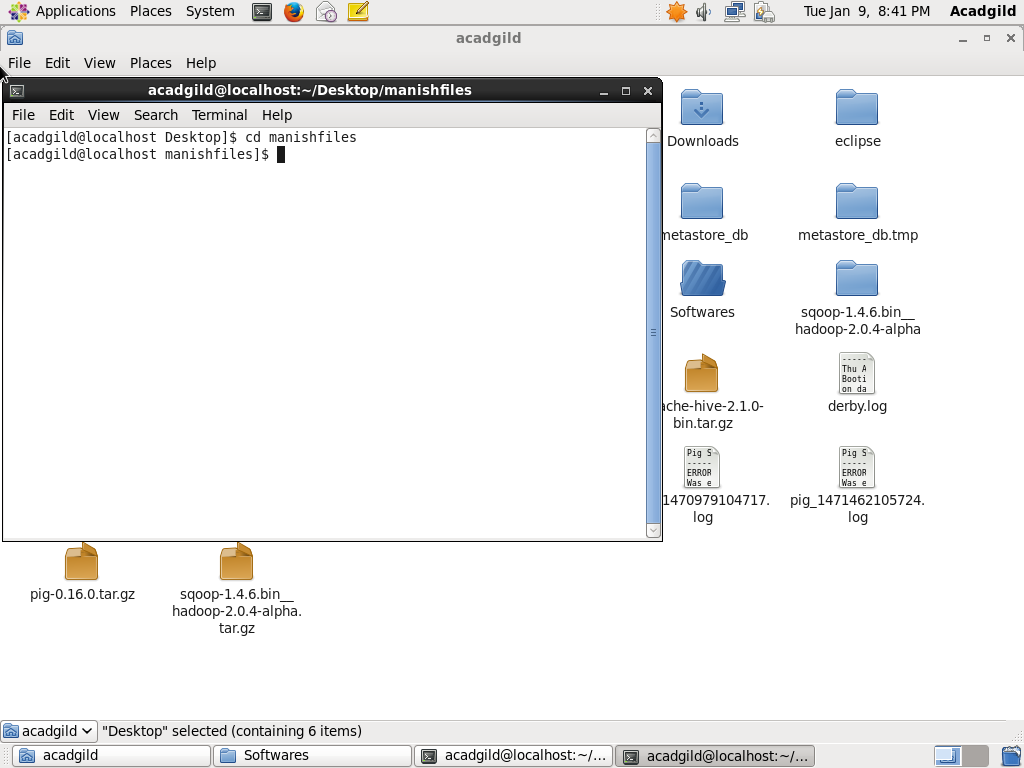 Applications Places System Tue Jan 9, 8:41 PM Acadgild
acadgild
File Edit View Places Help
acadgild@localhost:~/Desktop/manishfiles
File Edit View Search Terminal Help
[acadgild@localhost Desktop]$ cd manishfiles
[acadgild@localhost manishfiles]$
Downloads
eclipse
metastore_db
metastore_db.tmp
Softwares
sqoop-1.4.6.bin__
hadoop-2.0.4-alpha
ache-hive-2.1.0-
bin.tar.gz
Thu A
Booti
on da
derby.log
Pig S
-----
ERROR
Was e
1470979104717.
log
Pig S
-----
ERROR
Was e
pig_1471462105724.
log
pig-0.16.0.tar.gz
sqoop-1.4.6.bin__
hadoop-2.0.4-alpha.
tar.gz
acadgild "Desktop" selected (containing 6 items)
acadgild Softwares acadgild@localhost:~/... acadgild@localhost:~/...